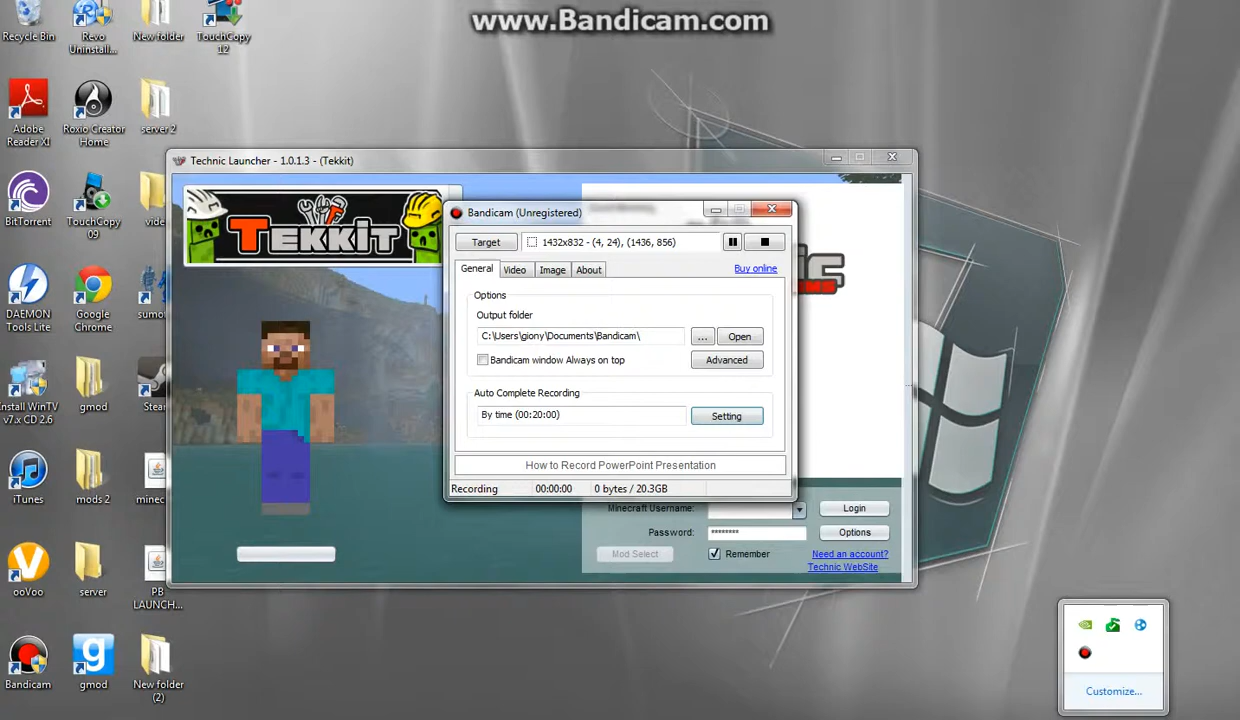 www.Bandicam.com
Recycle Bin
Revo Uninstall...
New folder
TouchCopy 12
Adobe Reader XI
Roxio Creator Home
server 2
BitTorrent
TouchCopy 09
vide
DAEMON Tools Lite
Google Chrome
sumo
Install WinTV v7.x CD 2.6
gmod
Stea
iTunes
mods 2
minec
ooVoo
server
PB LAUNCH...
Bandicam
gmod
New folder (2)
Technic Launcher - 1.0.1.3 - (Tekkit)
TEKKIT
Bandicam (Unregistered)
Target
1432x832 - (4, 24), (1436, 856)
General
Video
Image
About
Buy online
Options
Output folder
C:\Users\giony\Documents\Bandicam\
...
Open
Bandicam window Always on top
Advanced
Auto Complete Recording
By time (00:20:00)
Setting
How to Record PowerPoint Presentation
Recording
00:00:00
0 bytes / 20.3GB
Minecraft Username:
Login
Password:
********
Options
Mod Select
Remember
Need an account?
Technic WebSite
Customize...